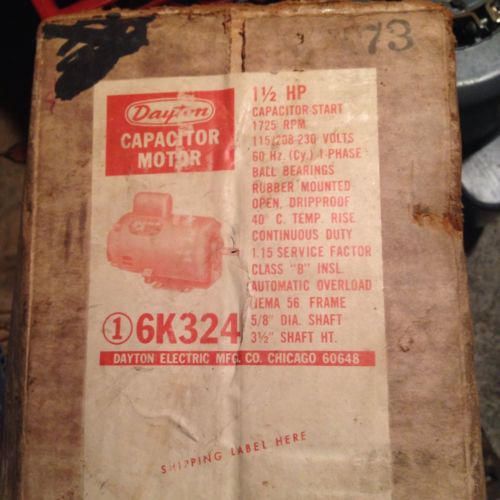 73
Dayton
CAPACITOR
MOTOR
1½ HP
CAPACITOR START
1725 RPM
115/208-230 VOLTS
60 Hz. (Cy.) 1-PHASE
BALL BEARINGS
RUBBER MOUNTED
OPEN, DRIPPROOF
40° C. TEMP. RISE
CONTINUOUS DUTY
1.15 SERVICE FACTOR
CLASS "B" INSL.
AUTOMATIC OVERLOAD
NEMA 56 FRAME
5/8" DIA. SHAFT
3½" SHAFT HT.
① 6K324
DAYTON ELECTRIC MFG. CO. CHICAGO 60648
SHIPPING LABEL HERE